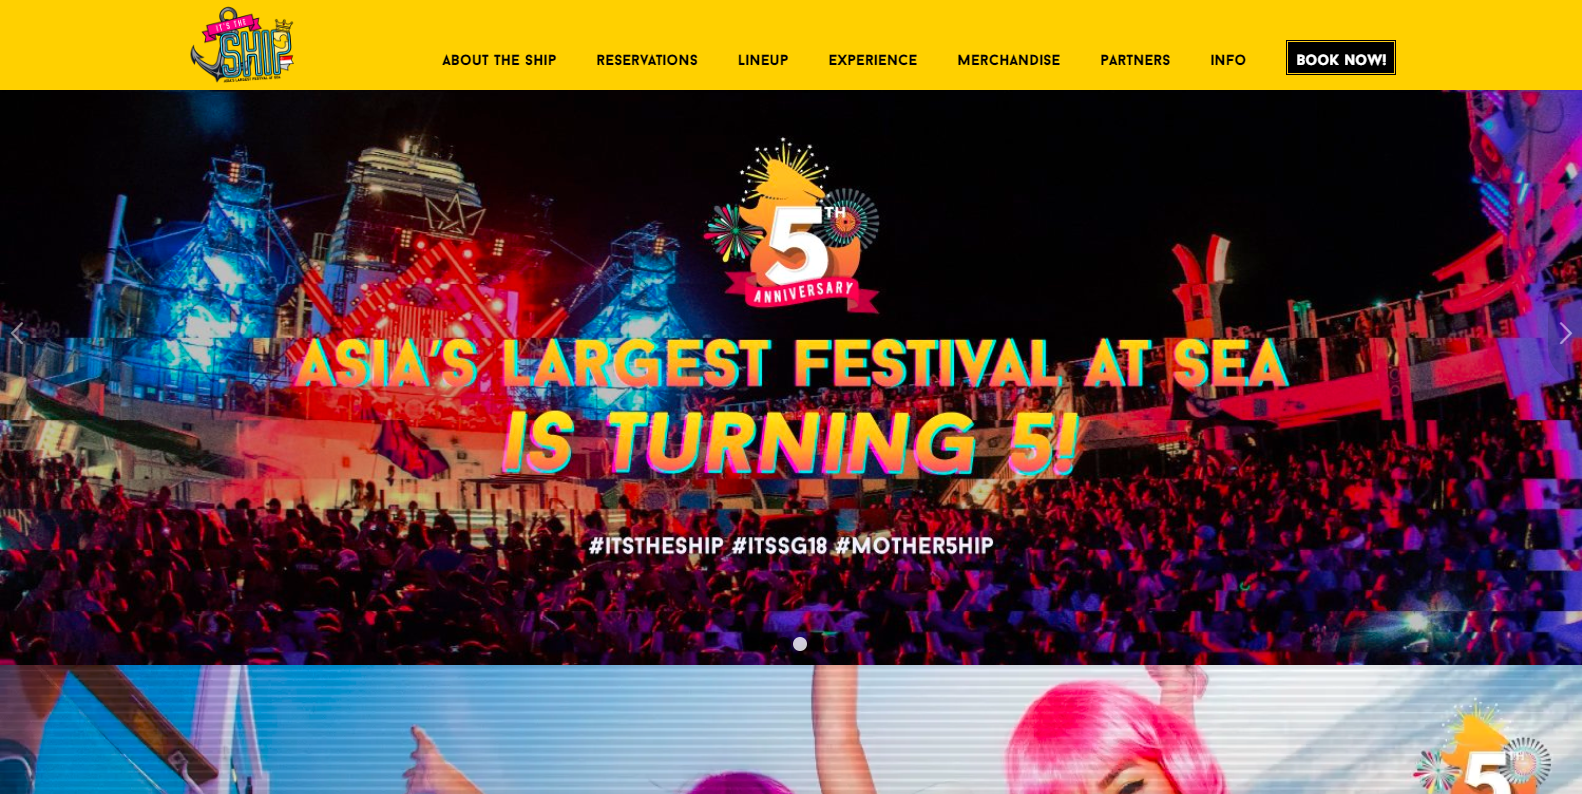 IT'S THE
SHIP
ABOUT THE SHIP
RESERVATIONS
LINEUP
EXPERIENCE
MERCHANDISE
PARTNERS
INFO
BOOK NOW!
5TH
ANNIVERSARY
ASIA'S LARGEST FESTIVAL AT SEA
IS TURNING 5!
#ITSTHESHIP #ITSSG18 #MOTHER5HIP
5TH